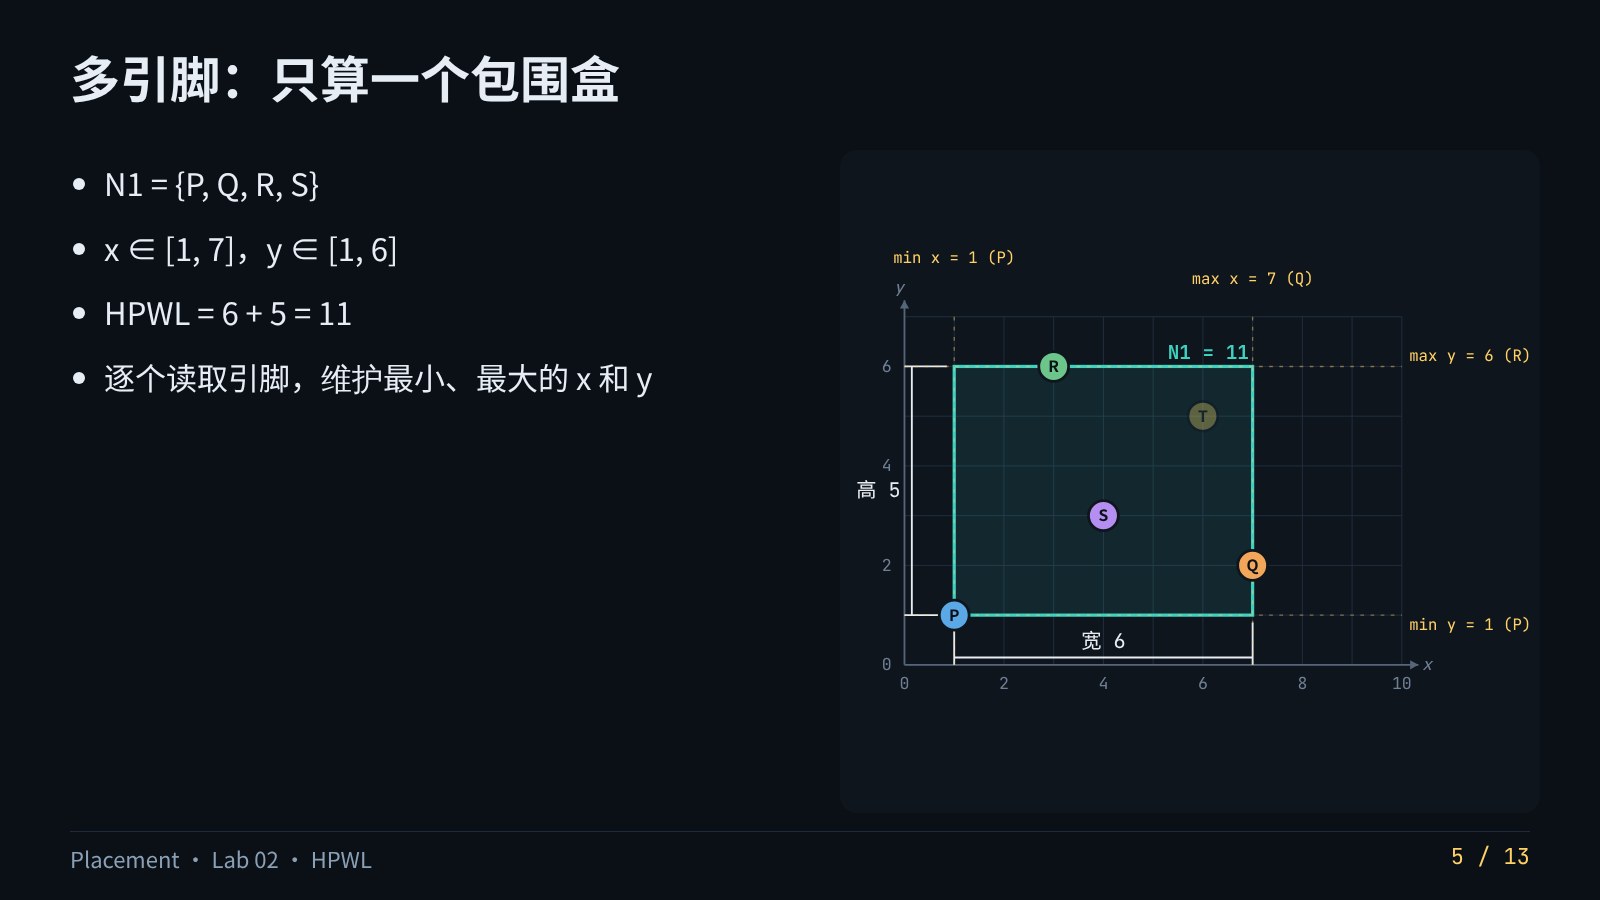 多引脚：只算一个包围盒
• N1 = {P, Q, R, S}
• x ∈ [1, 7]，y ∈ [1, 6]
• HPWL = 6 + 5 = 11
• 逐个读取引脚，维护最小、最大的 x 和 y
min x = 1 (P)
max x = 7 (Q)
y
N1 = 11
max y = 6 (R)
6
R
T
4
高 5
S
2
Q
P
min y = 1 (P)
宽 6
0
x
0 2 4 6 8 10
Placement • Lab 02 • HPWL
5 / 13